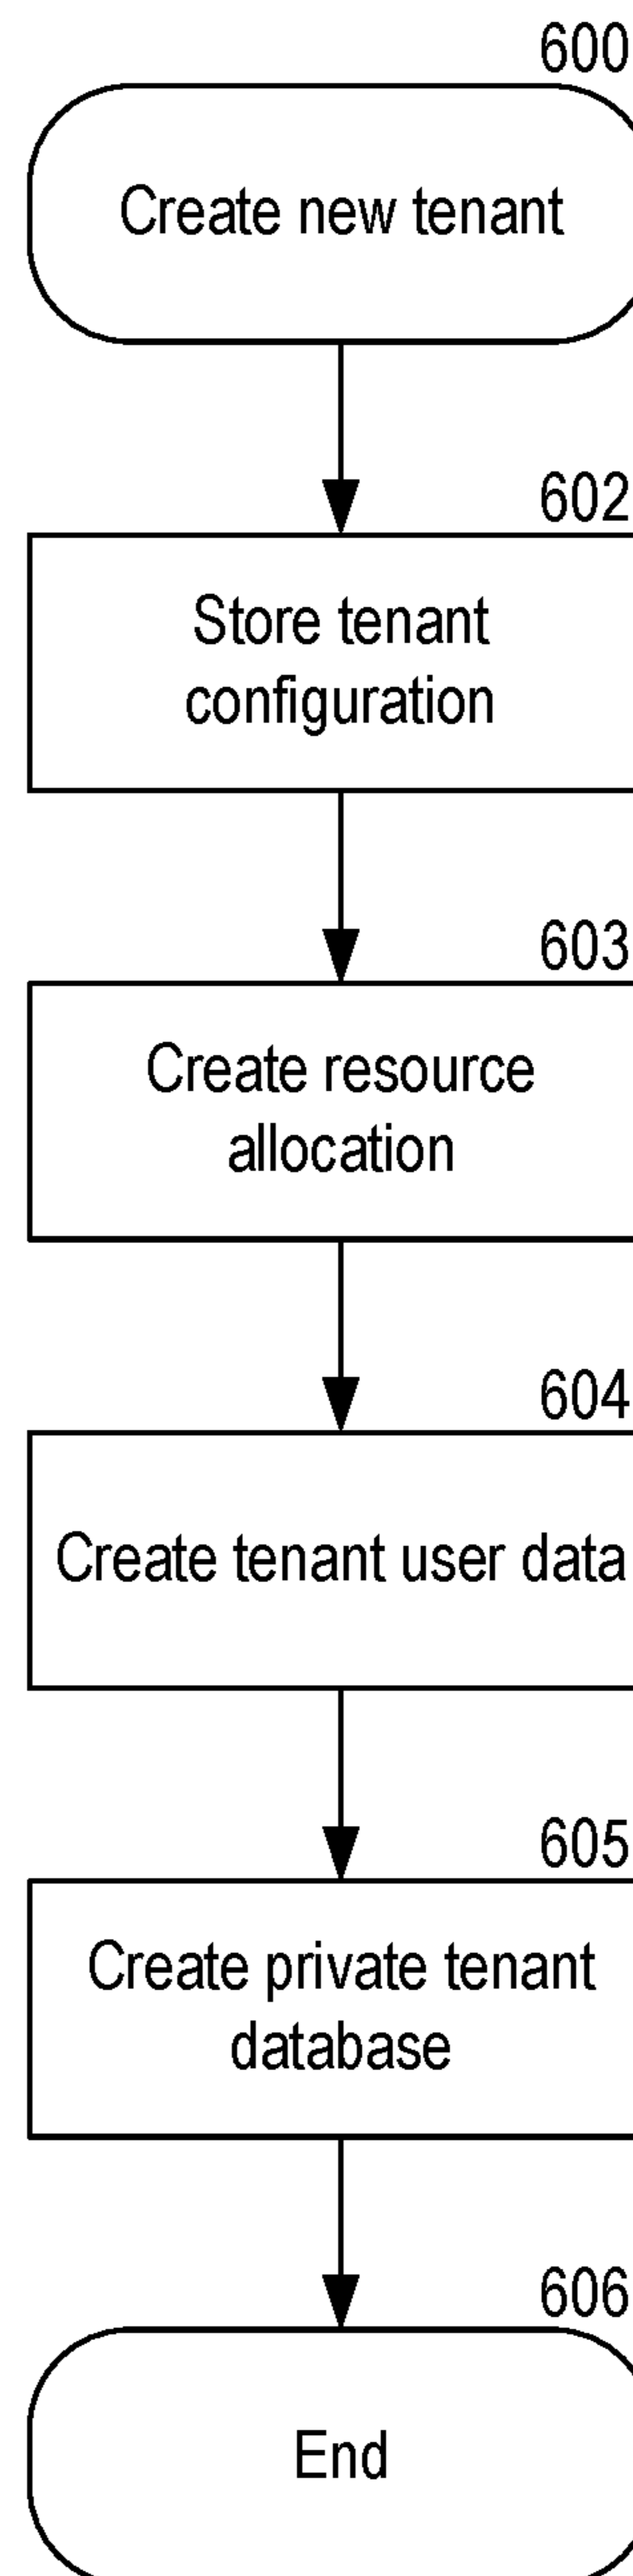 600
Create new tenant
602
Store tenant
configuration
603
Create resource
allocation
604
Create tenant user data
605
Create private tenant
database
606
End